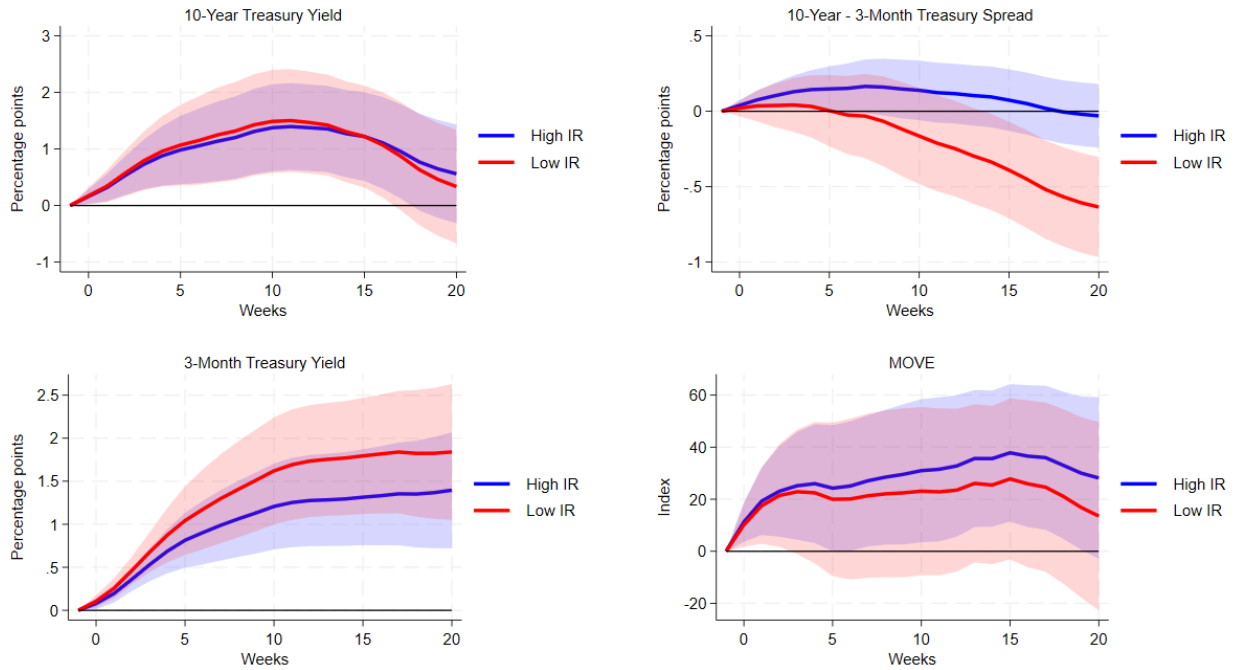 10-Year Treasury Yield
3
2
1
0
-1
Percentage points
0 5 10 15 20
Weeks
High IR
Low IR
10-Year - 3-Month Treasury Spread
.5
0
-.5
-1
Percentage points
0 5 10 15 20
Weeks
High IR
Low IR
3-Month Treasury Yield
2.5
2
1.5
1
.5
0
Percentage points
0 5 10 15 20
Weeks
High IR
Low IR
MOVE
60
40
20
0
-20
Index
0 5 10 15 20
Weeks
High IR
Low IR